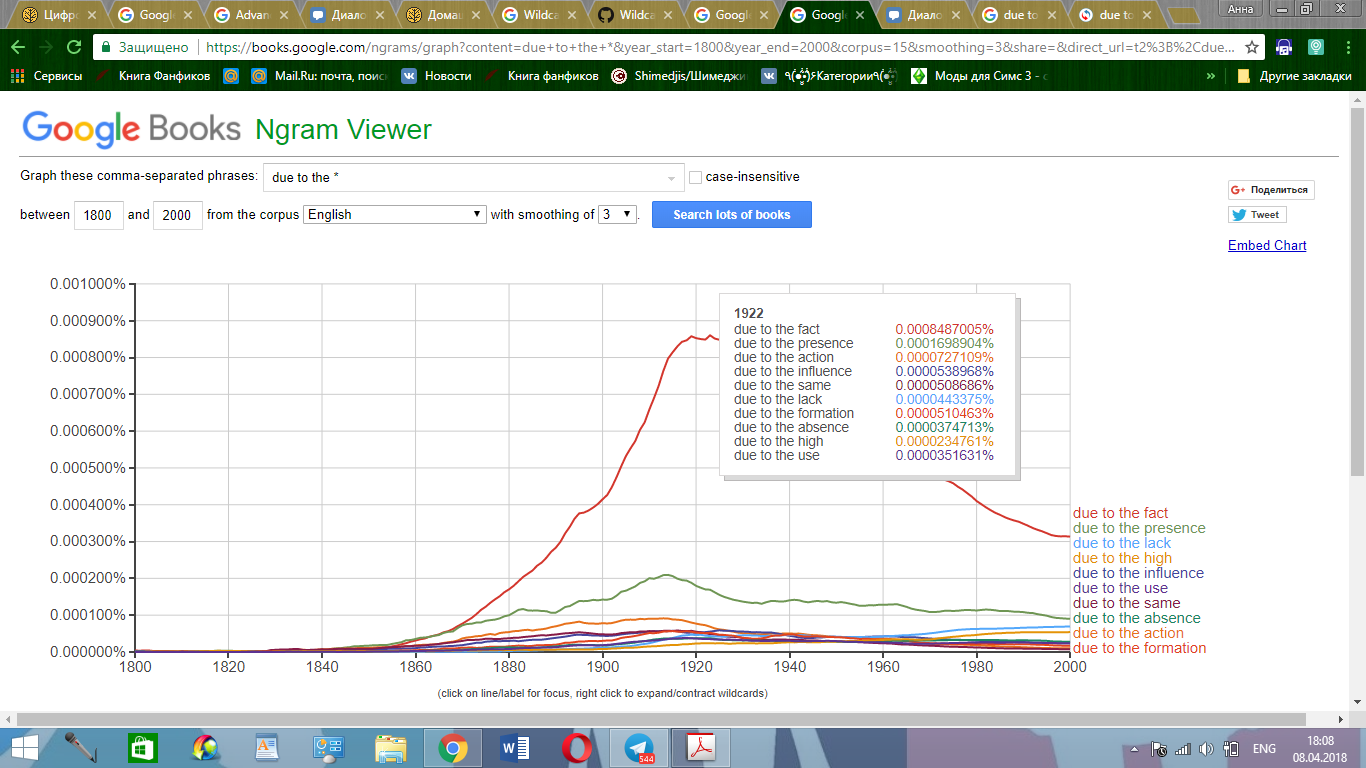 Цифро Google Advan Диало Домаш Wildca Wildca Google Google Диало due to due to Анна
Защищено https://books.google.com/ngrams/graph?content=due+to+the+*&year_start=1800&year_end=2000&corpus=15&smoothing=3&share=&direct_url=t2%3B%2Cdue...
Сервисы Книга Фанфиков Mail.Ru: почта, поис Новости Книга фанфиков Shimedjis/Шимеджи Категории Моды для Симс 3 - с » Другие закладки
Google Books Ngram Viewer
Graph these comma-separated phrases: due to the * case-insensitive
between 1800 and 2000 from the corpus English with smoothing of 3 . Search lots of books
G+ Поделиться
Tweet
Embed Chart
0.001000%
0.000900%
0.000800%
0.000700%
0.000600%
0.000500%
0.000400%
0.000300%
0.000200%
0.000100%
0.000000%
1922
due to the fact 0.0008487005%
due to the presence 0.0001698904%
due to the action 0.0000727109%
due to the influence 0.0000538968%
due to the same 0.0000508686%
due to the lack 0.0000443375%
due to the formation 0.0000510463%
due to the absence 0.0000374713%
due to the high 0.0000234761%
due to the use 0.0000351631%
due to the fact
due to the presence
due to the lack
due to the high
due to the influence
due to the use
due to the same
due to the absence
due to the action
due to the formation
1800 1820 1840 1860 1880 1900 1920 1940 1960 1980 2000
(click on line/label for focus, right click to expand/contract wildcards)
544 ENG 18:08
08.04.2018